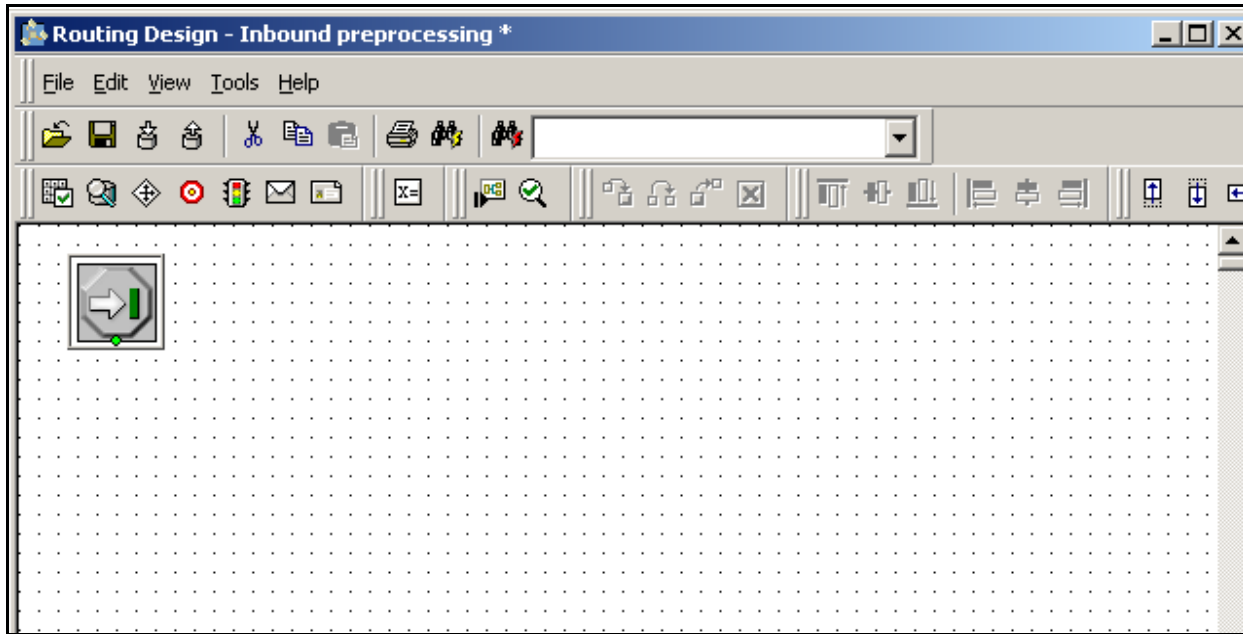 Routing Design - Inbound preprocessing *
File Edit View Tools Help
X=